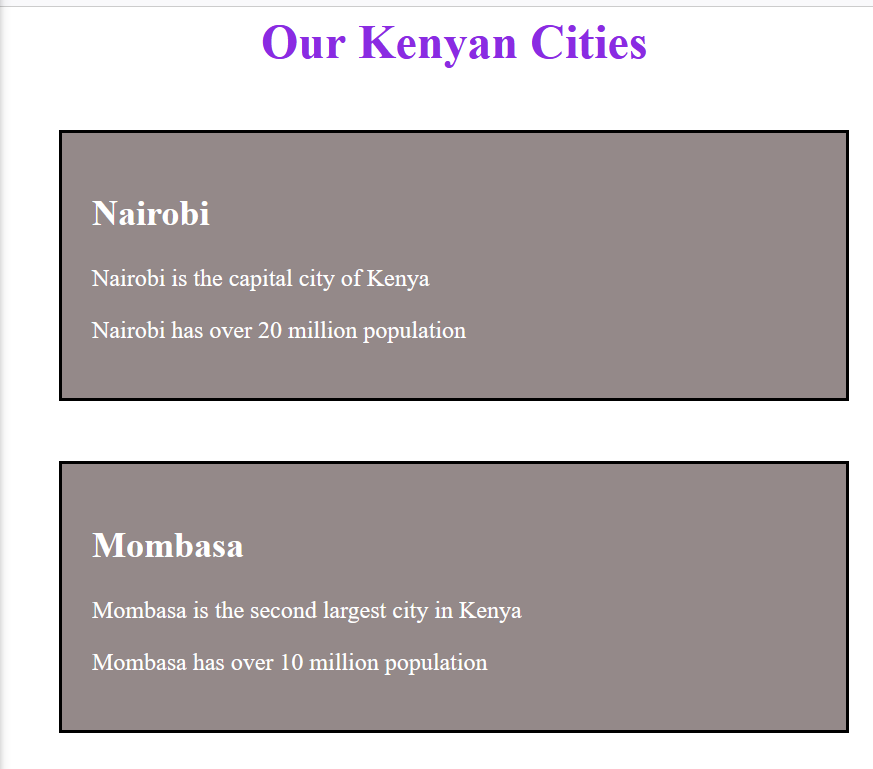 Our Kenyan Cities
Nairobi
Nairobi is the capital city of Kenya
Nairobi has over 20 million population
Mombasa
Mombasa is the second largest city in Kenya
Mombasa has over 10 million population